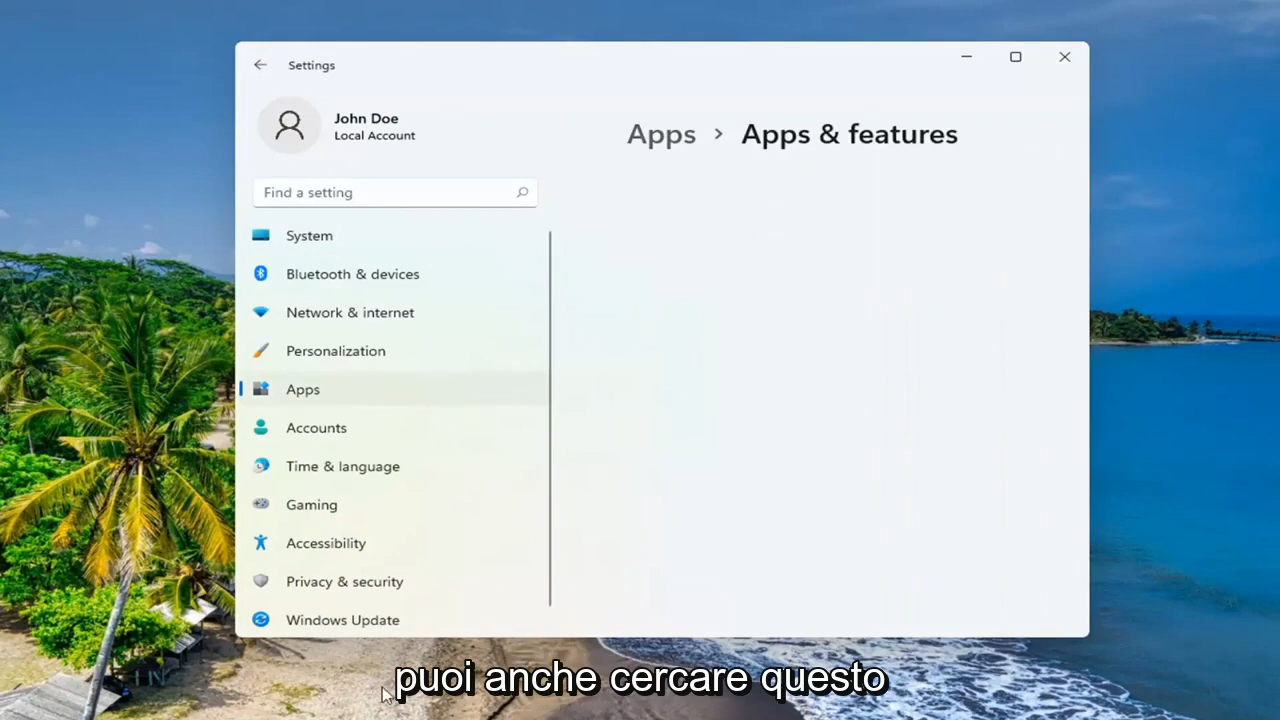 Settings
John Doe
Local Account
Find a setting
System
Bluetooth & devices
Network & internet
Personalization
Apps
Accounts
Time & language
Gaming
Accessibility
Privacy & security
Windows Update
Apps > Apps & features
puoi anche cercare questo